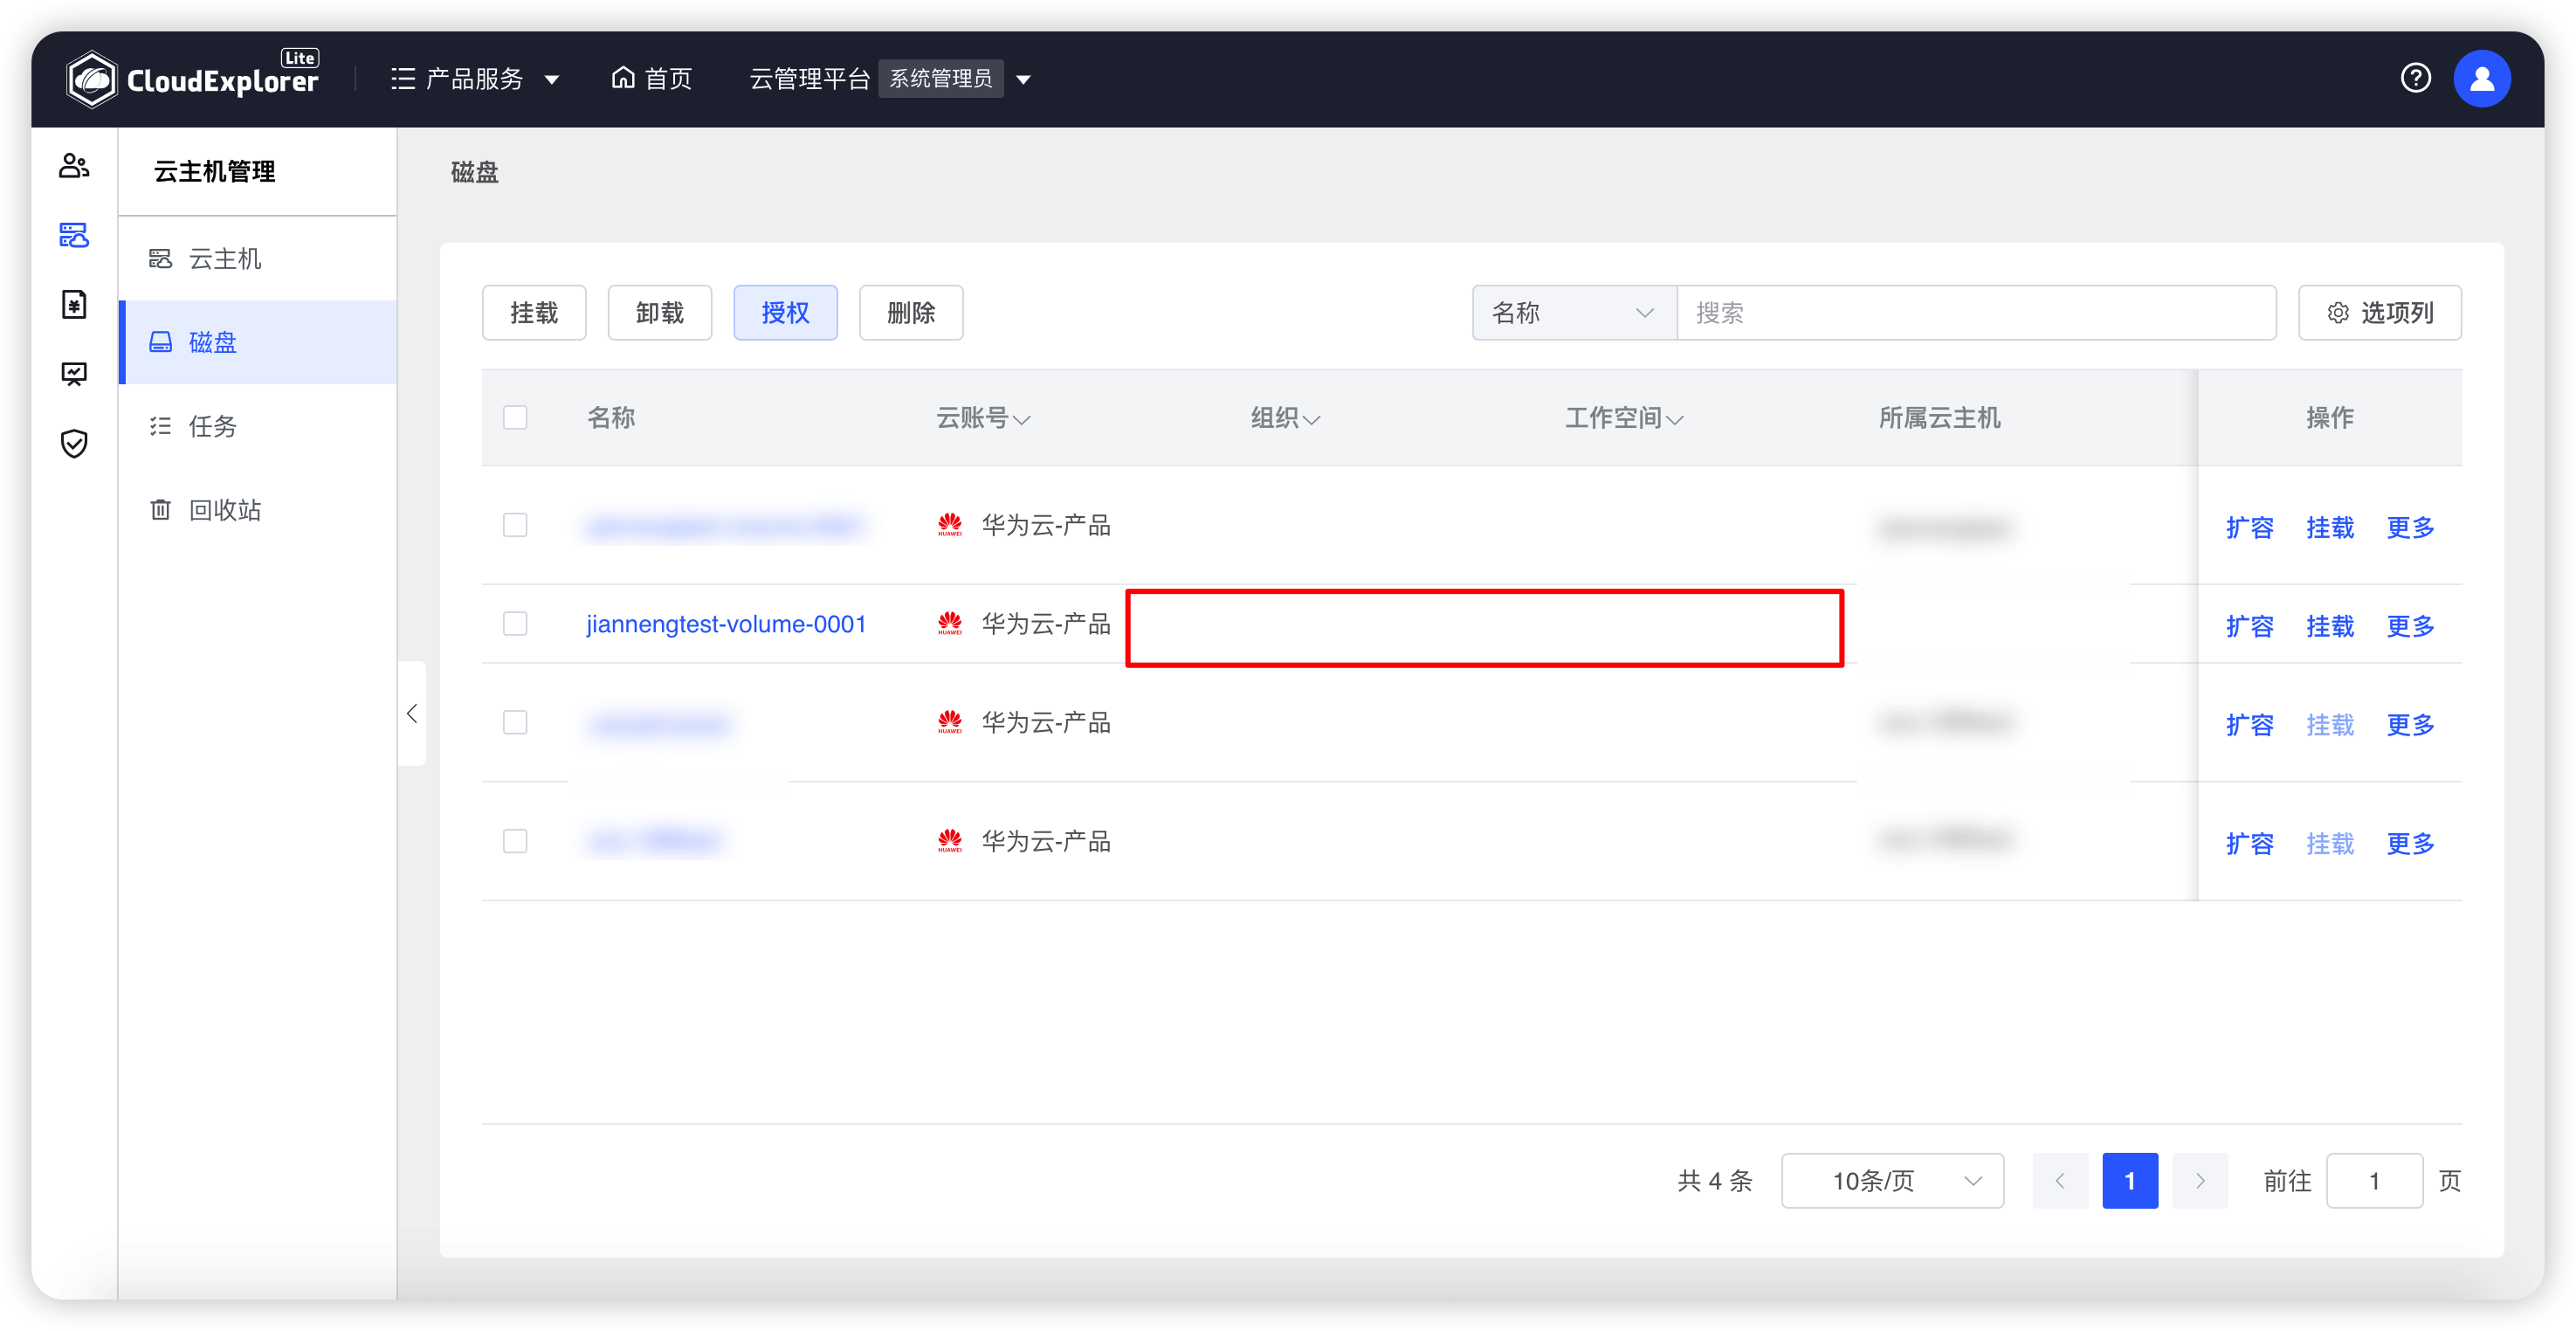 CloudExplorer Lite 产品服务 首页 云管理平台 系统管理员
云主机管理
云主机
磁盘
任务
回收站
磁盘
挂载 卸载 授权 删除 名称 搜索 选项列
名称 云账号 组织 工作空间 所属云主机 操作
HUAWEI 华为云-产品 扩容 挂载 更多
jiannengtest-volume-0001 HUAWEI 华为云-产品 扩容 挂载 更多
HUAWEI 华为云-产品 扩容 挂载 更多
HUAWEI 华为云-产品 扩容 挂载 更多
共 4 条 10条/页 1 前往 1 页